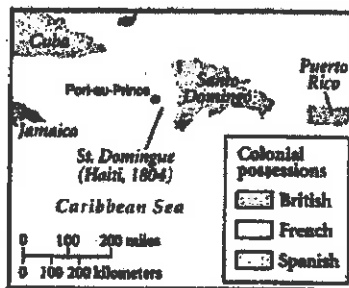 Cuba
Port-au-Prince
Santo
Domingo
Puerto
Rico
Jamaica
St. Domingue
(Haiti, 1804)
Caribbean Sea
0 100 200 miles
0 100 200 kilometers
Colonial
possessions
British
French
Spanish